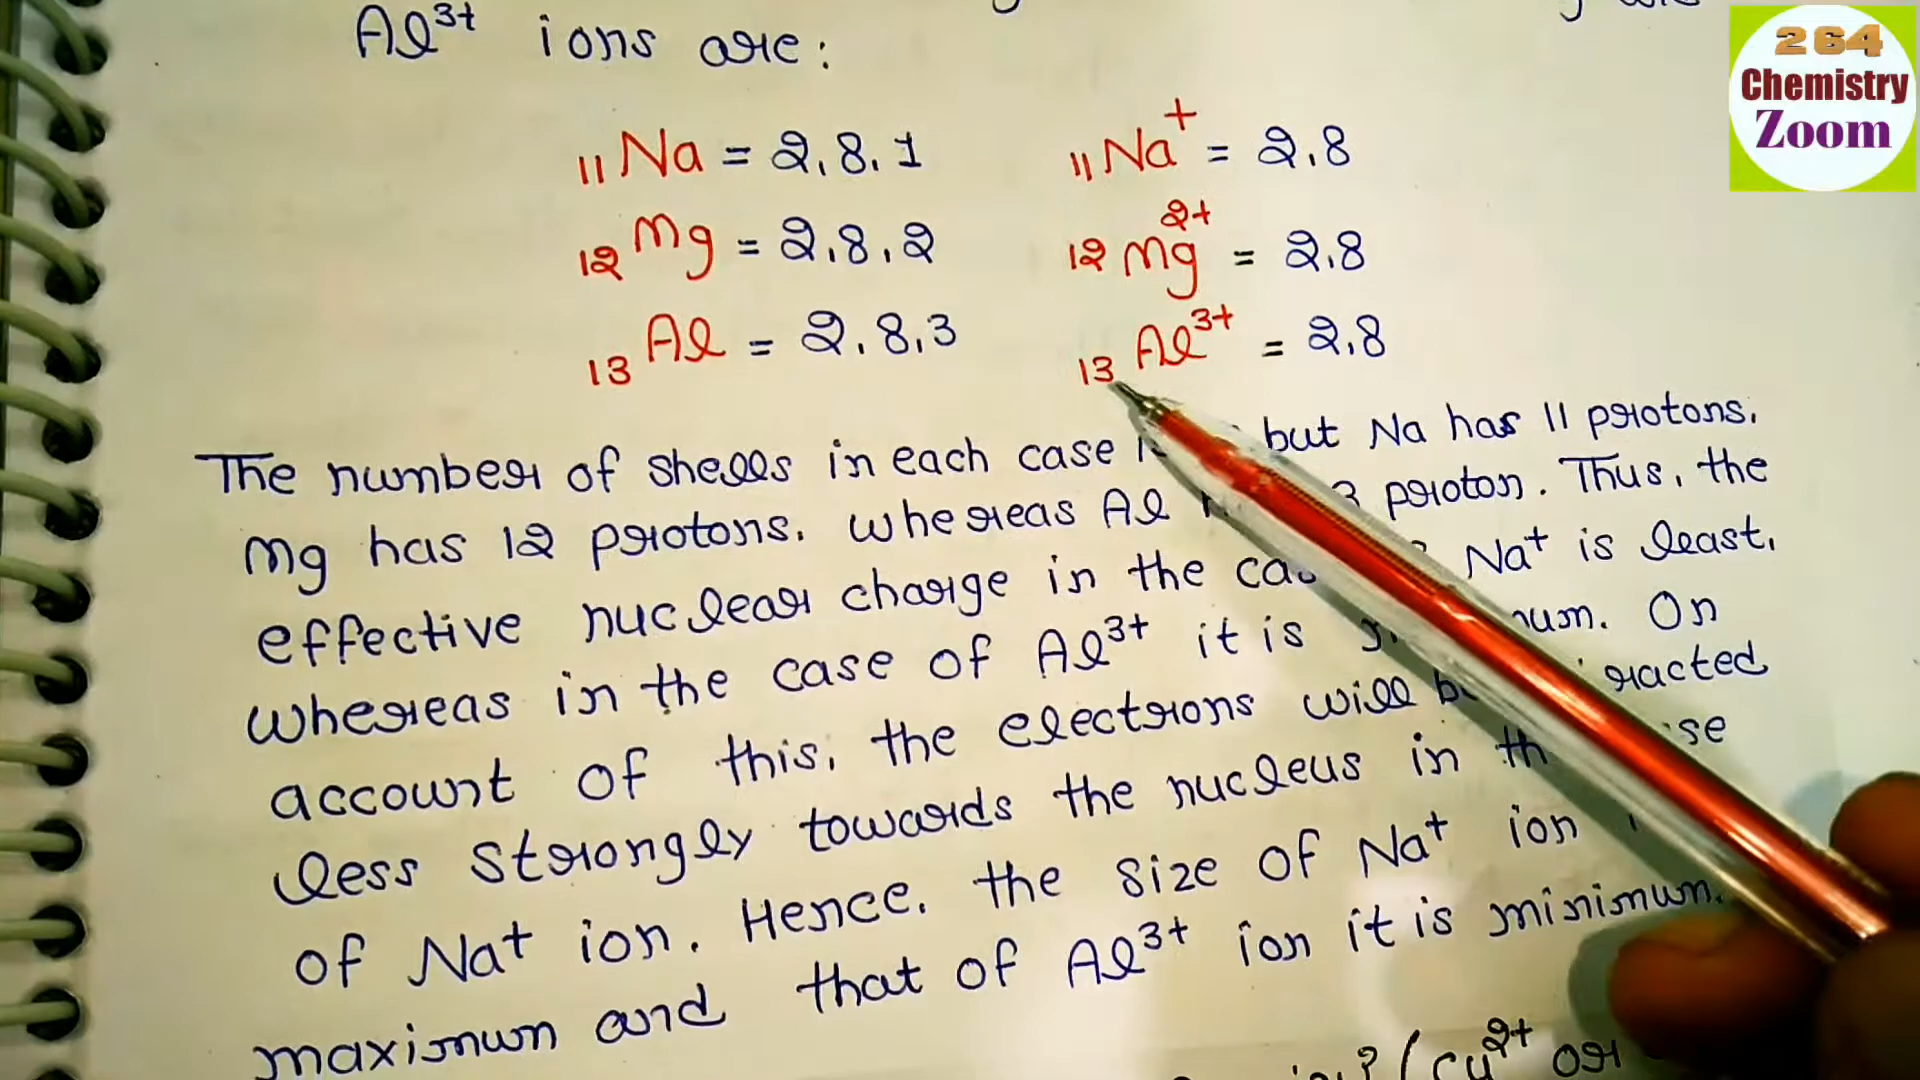 Al3+ ions are:
11Na = 2,8,1 11Na+ = 2,8
12Mg = 2,8,2 12Mg2+ = 2,8
13Al = 2,8,3 13Al3+ = 2,8
The number of shells in each case but Na has 11 protons,
Mg has 12 protons, whereas Al proton. Thus, the
effective nuclear charge in the Na+ is least,
whereas in the case of Al3+ it is On
account of this, the electrons will
less strongly towards the nucleus in
of Na+ ion. Hence, the size of Na+ ion
maximum and that of Al3+ ion it is minimum.
(Cu2+ or
264
Chemistry
Zoom